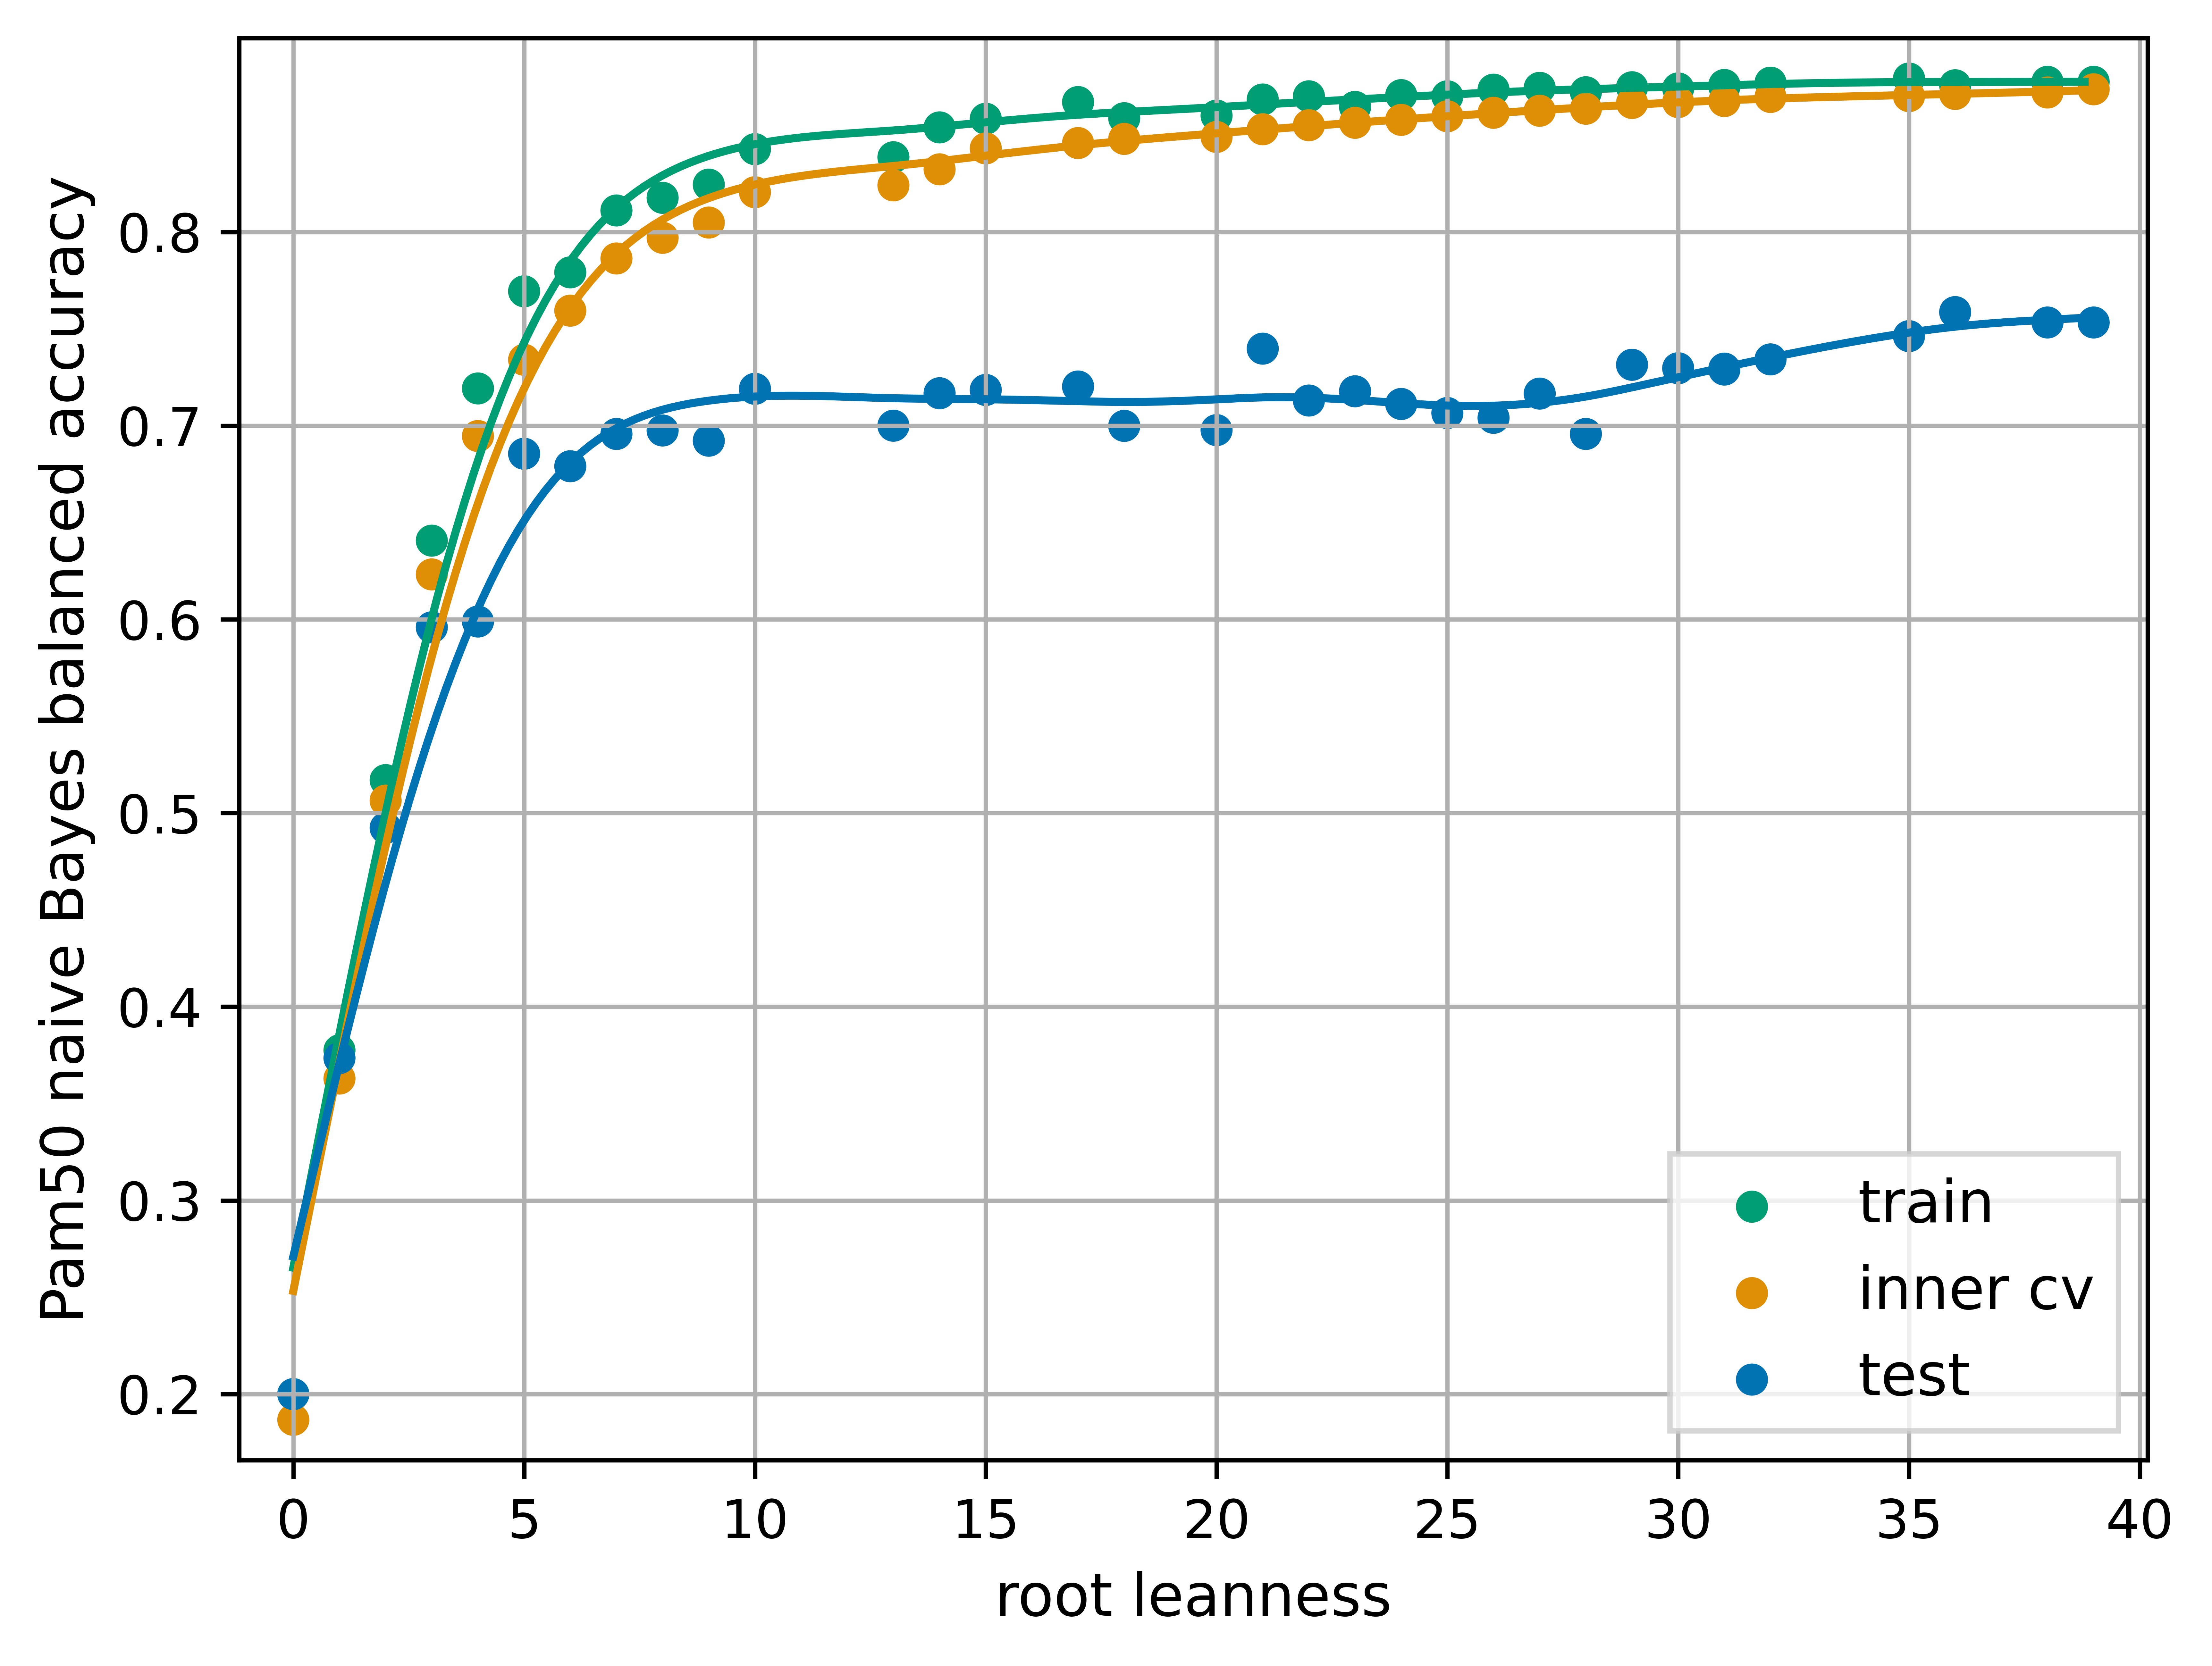 Pam50 naive Bayes balanced accuracy
0.8
0.7
0.6
0.5
0.4
0.3
0.2
train
inner cv
test
0 5 10 15 20 25 30 35 40
root leanness